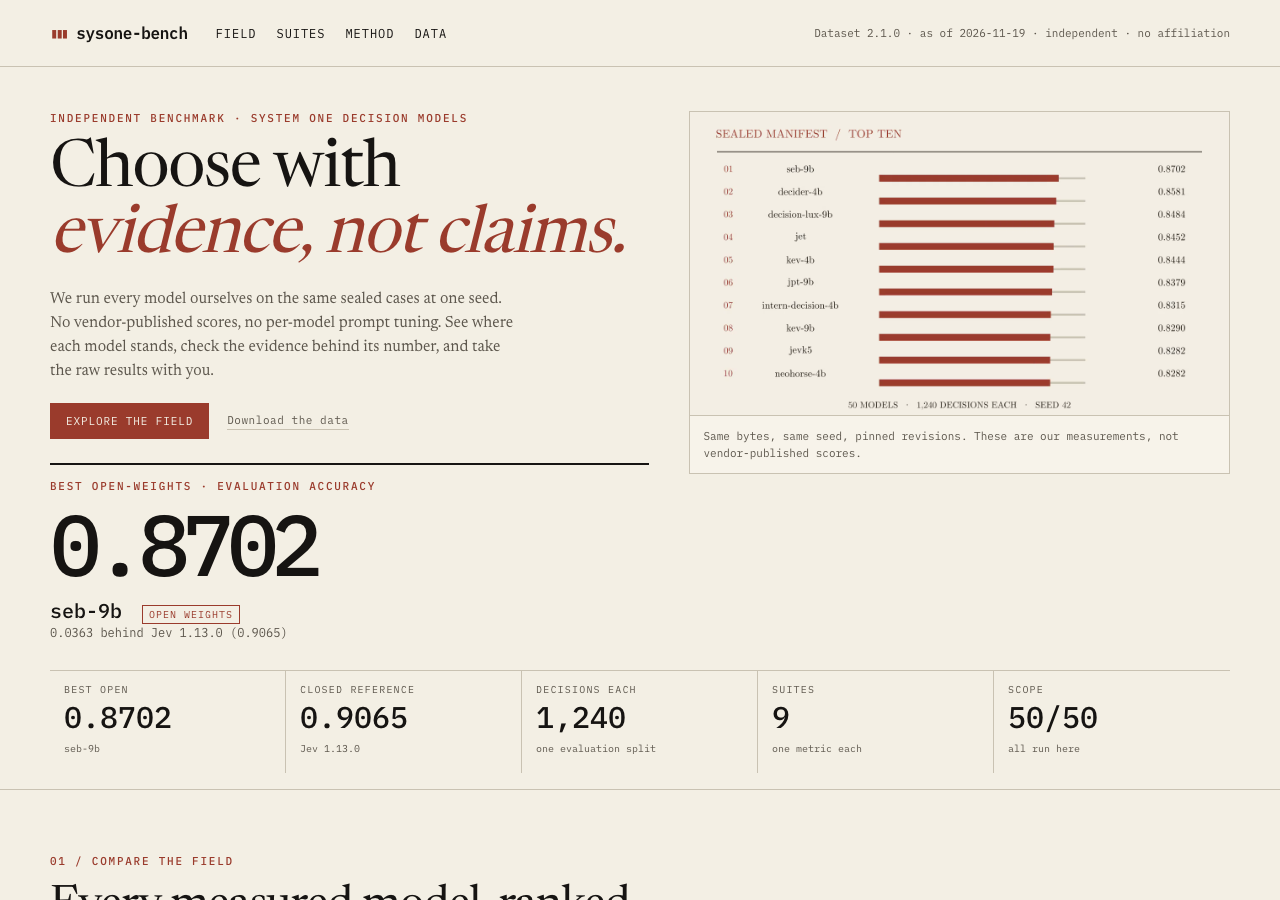 sysone-bench FIELD SUITES METHOD DATA
Dataset 2.1.0 · as of 2026-11-19 · independent · no affiliation
INDEPENDENT BENCHMARK · SYSTEM ONE DECISION MODELS
Choose with
evidence, not claims.
We run every model ourselves on the same sealed cases at one seed.
No vendor-published scores, no per-model prompt tuning. See where
each model stands, check the evidence behind its number, and take
the raw results with you.
EXPLORE THE FIELD Download the data
SEALED MANIFEST / TOP TEN
01 seb-9b 0.8702
02 decider-4b 0.8581
03 decision-lux-9b 0.8484
04 jet 0.8452
05 kev-4b 0.8444
06 jpt-9b 0.8379
07 intern-decision-4b 0.8315
08 kev-9b 0.8290
09 jevk5 0.8282
10 neohorse-4b 0.8282
50 MODELS · 1,240 DECISIONS EACH · SEED 42
Same bytes, same seed, pinned revisions. These are our measurements, not
vendor-published scores.
BEST OPEN-WEIGHTS · EVALUATION ACCURACY
0.8702
seb-9b OPEN WEIGHTS
0.0363 behind Jev 1.13.0 (0.9065)
BEST OPEN
0.8702
seb-9b
CLOSED REFERENCE
0.9065
Jev 1.13.0
DECISIONS EACH
1,240
one evaluation split
SUITES
9
one metric each
SCOPE
50/50
all run here
01 / COMPARE THE FIELD
Every measured model, ranked